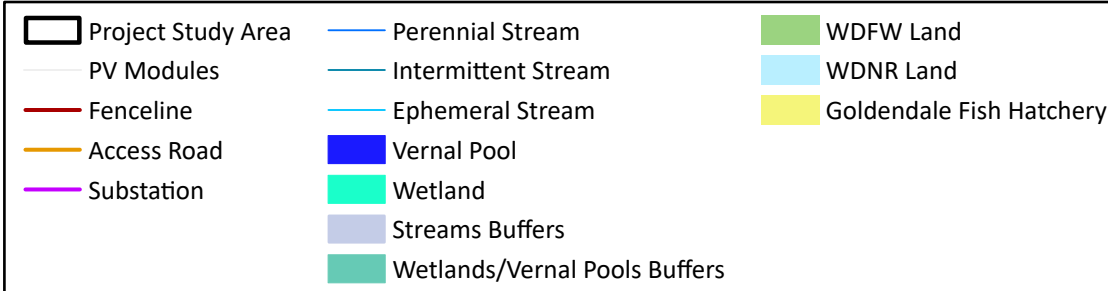 Project Study Area
PV Modules
Fenceline
Access Road
Substation
Perennial Stream
Intermittent Stream
Ephemeral Stream
Vernal Pool
Wetland
Streams Buffers
Wetlands/Vernal Pools Buffers
WDFW Land
WDNR Land
Goldendale Fish Hatchery